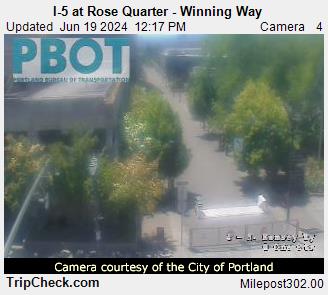 I-5 at Rose Quarter - Winning Way
Updated Jun 19 2024 12:17 PM Camera 4
PBOT
PORTLAND BUREAU OF TRANSPORTATION
Camera courtesy of the City of Portland
TripCheck.com Milepost302.00